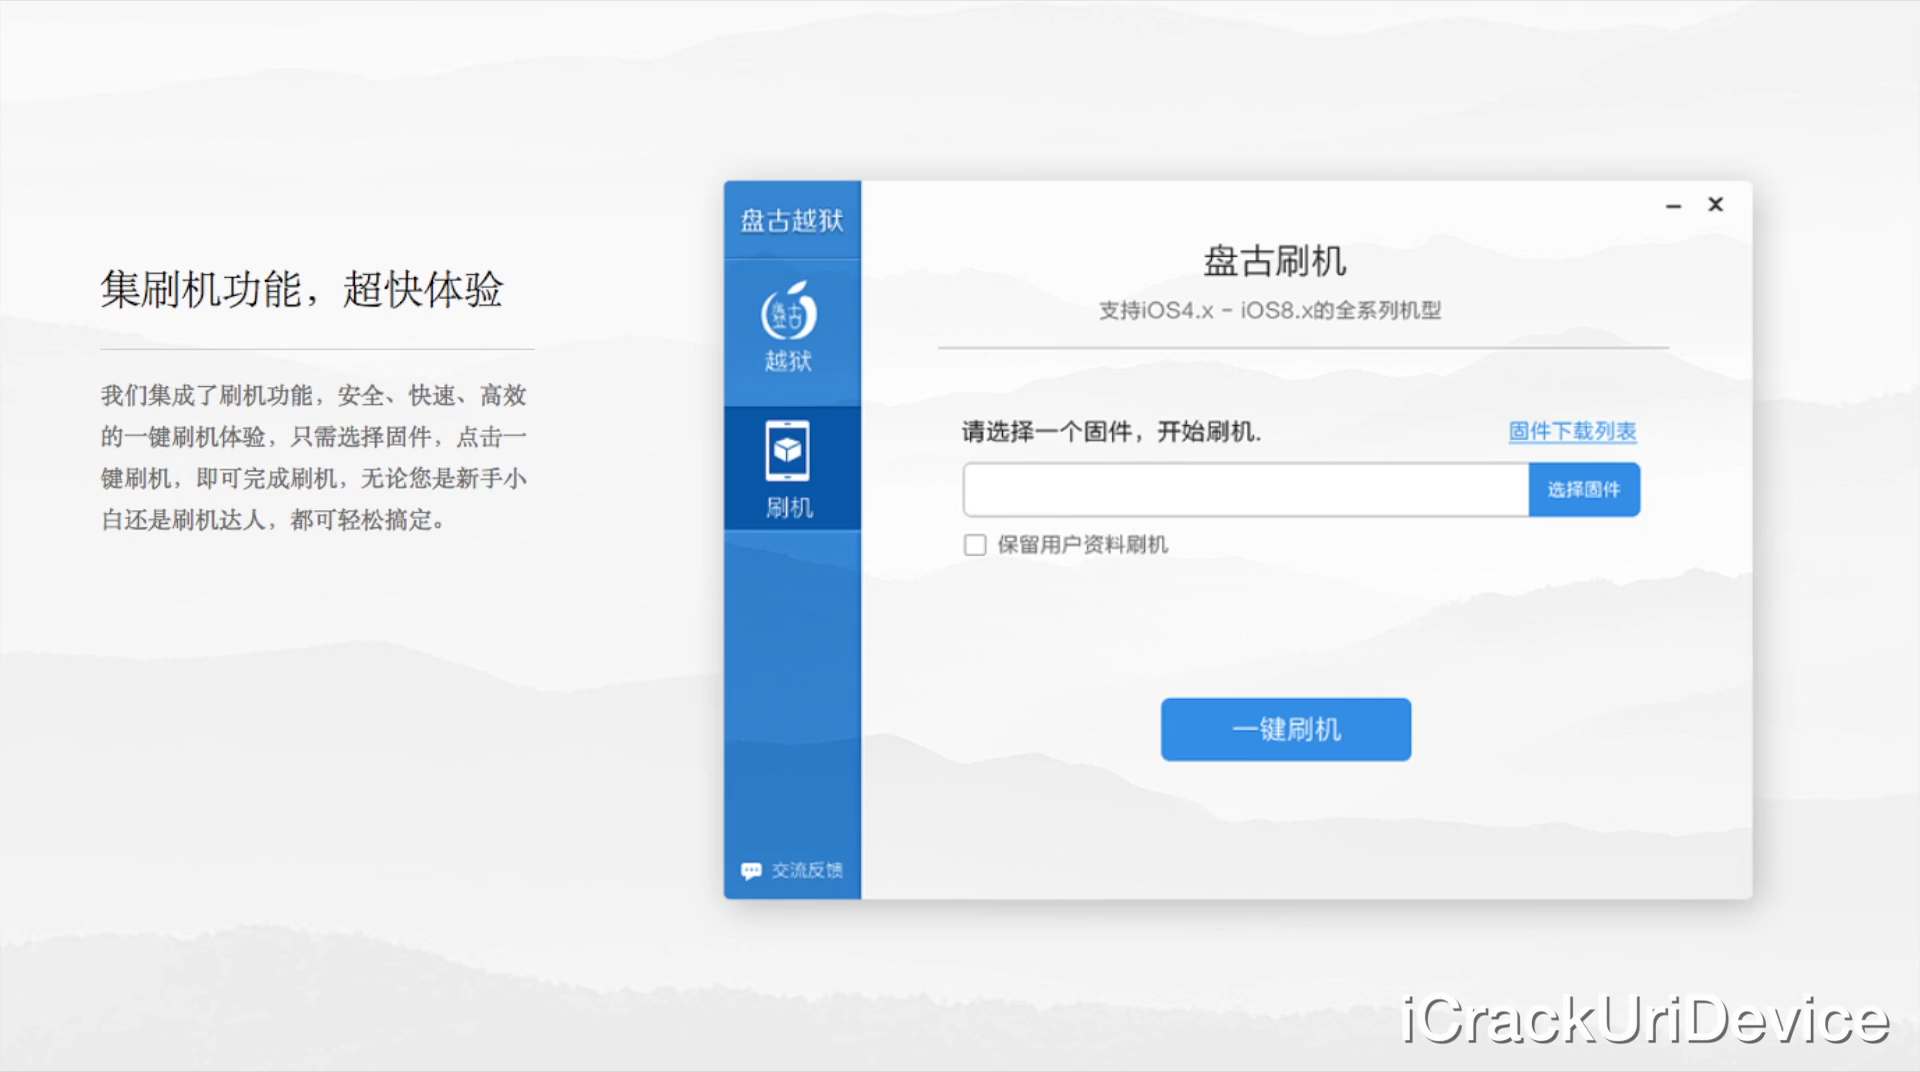 集刷机功能，超快体验
我们集成了刷机功能，安全、快速、高效
的一键刷机体验，只需选择固件，点击一
键刷机，即可完成刷机，无论您是新手小
白还是刷机达人，都可轻松搞定。
盘古越狱
盘古
越狱
刷机
交流反馈
盘古刷机
支持iOS4.x - iOS8.x的全系列机型
请选择一个固件，开始刷机.
固件下载列表
选择固件
保留用户资料刷机
一键刷机
iCrackUriDevice